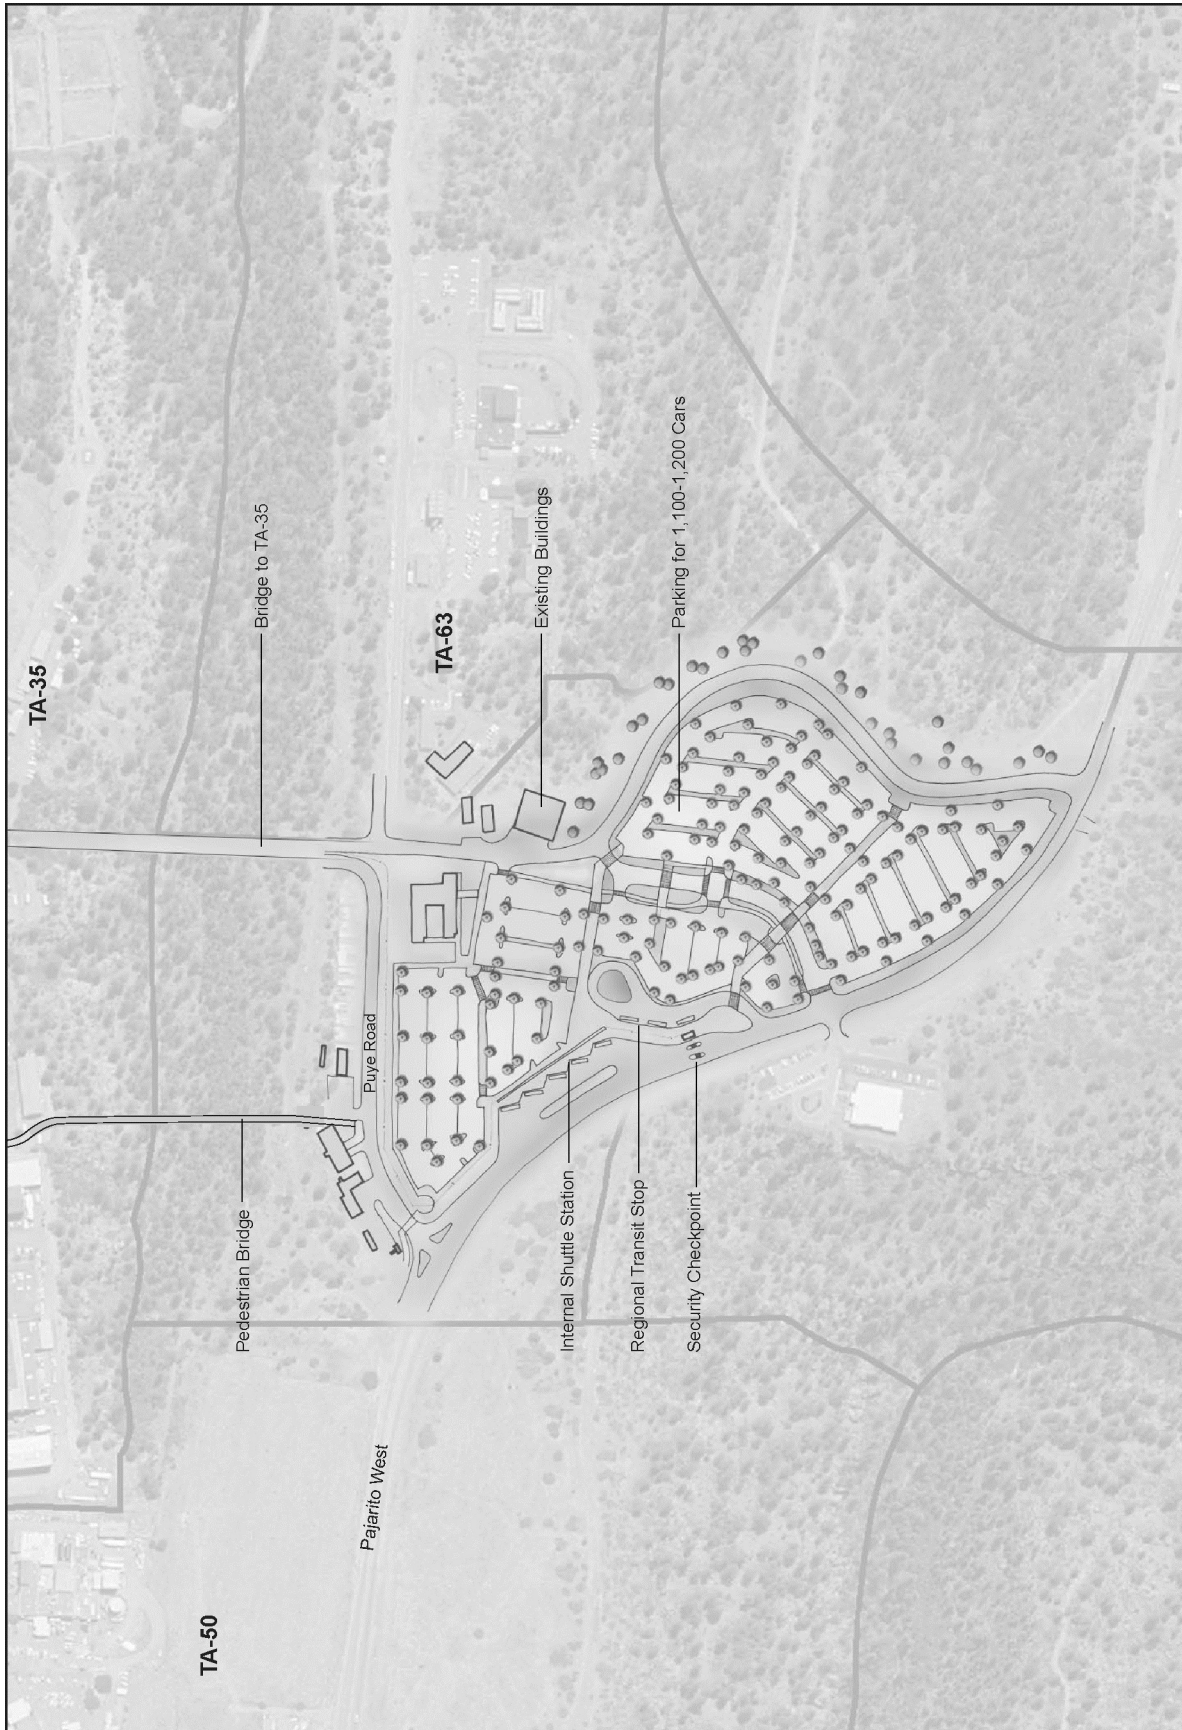 TA-50
Pajarito West
Pedestrian Bridge
Internal Shuttle Station
Regional Transit Stop
Security Checkpoint
Puye Road
TA-35
Bridge to TA-35
TA-63
Existing Buildings
Parking for 1,100-1,200 Cars